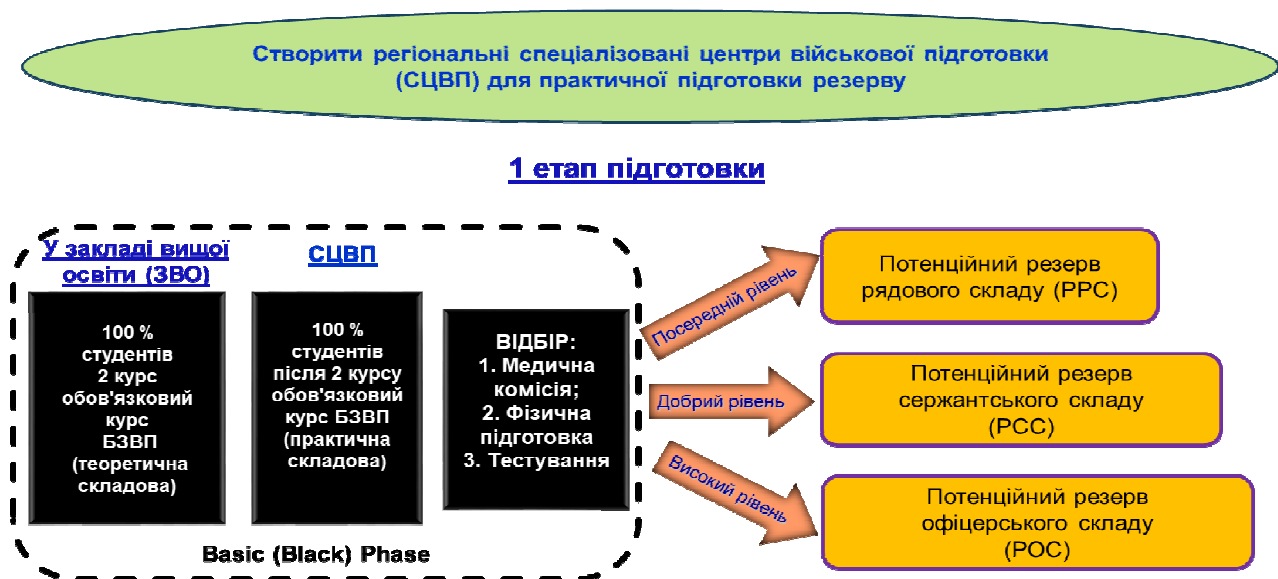 Створити регіональні спеціалізовані центри військової підготовки
(СЦВП) для практичної підготовки резерву
1 етап підготовки
У закладі вищої
освіти (ЗВО)
100 %
студентів
2 курс
обов'язковий
курс
БЗВП
(теоретична
складова)
СЦВП
100 %
студентів
після 2 курсу
обов'язковий
курс БЗВП
(практична
складова)
ВІДБІР:
1. Медична
комісія;
2. Фізична
підготовка
3. Тестування
Basic (Black) Phase
Посередній рівень
Потенційний резерв
рядового складу (РРС)
Добрий рівень
Потенційний резерв
сержантського складу
(РСС)
Високий рівень
Потенційний резерв
офіцерського складу
(РОС)